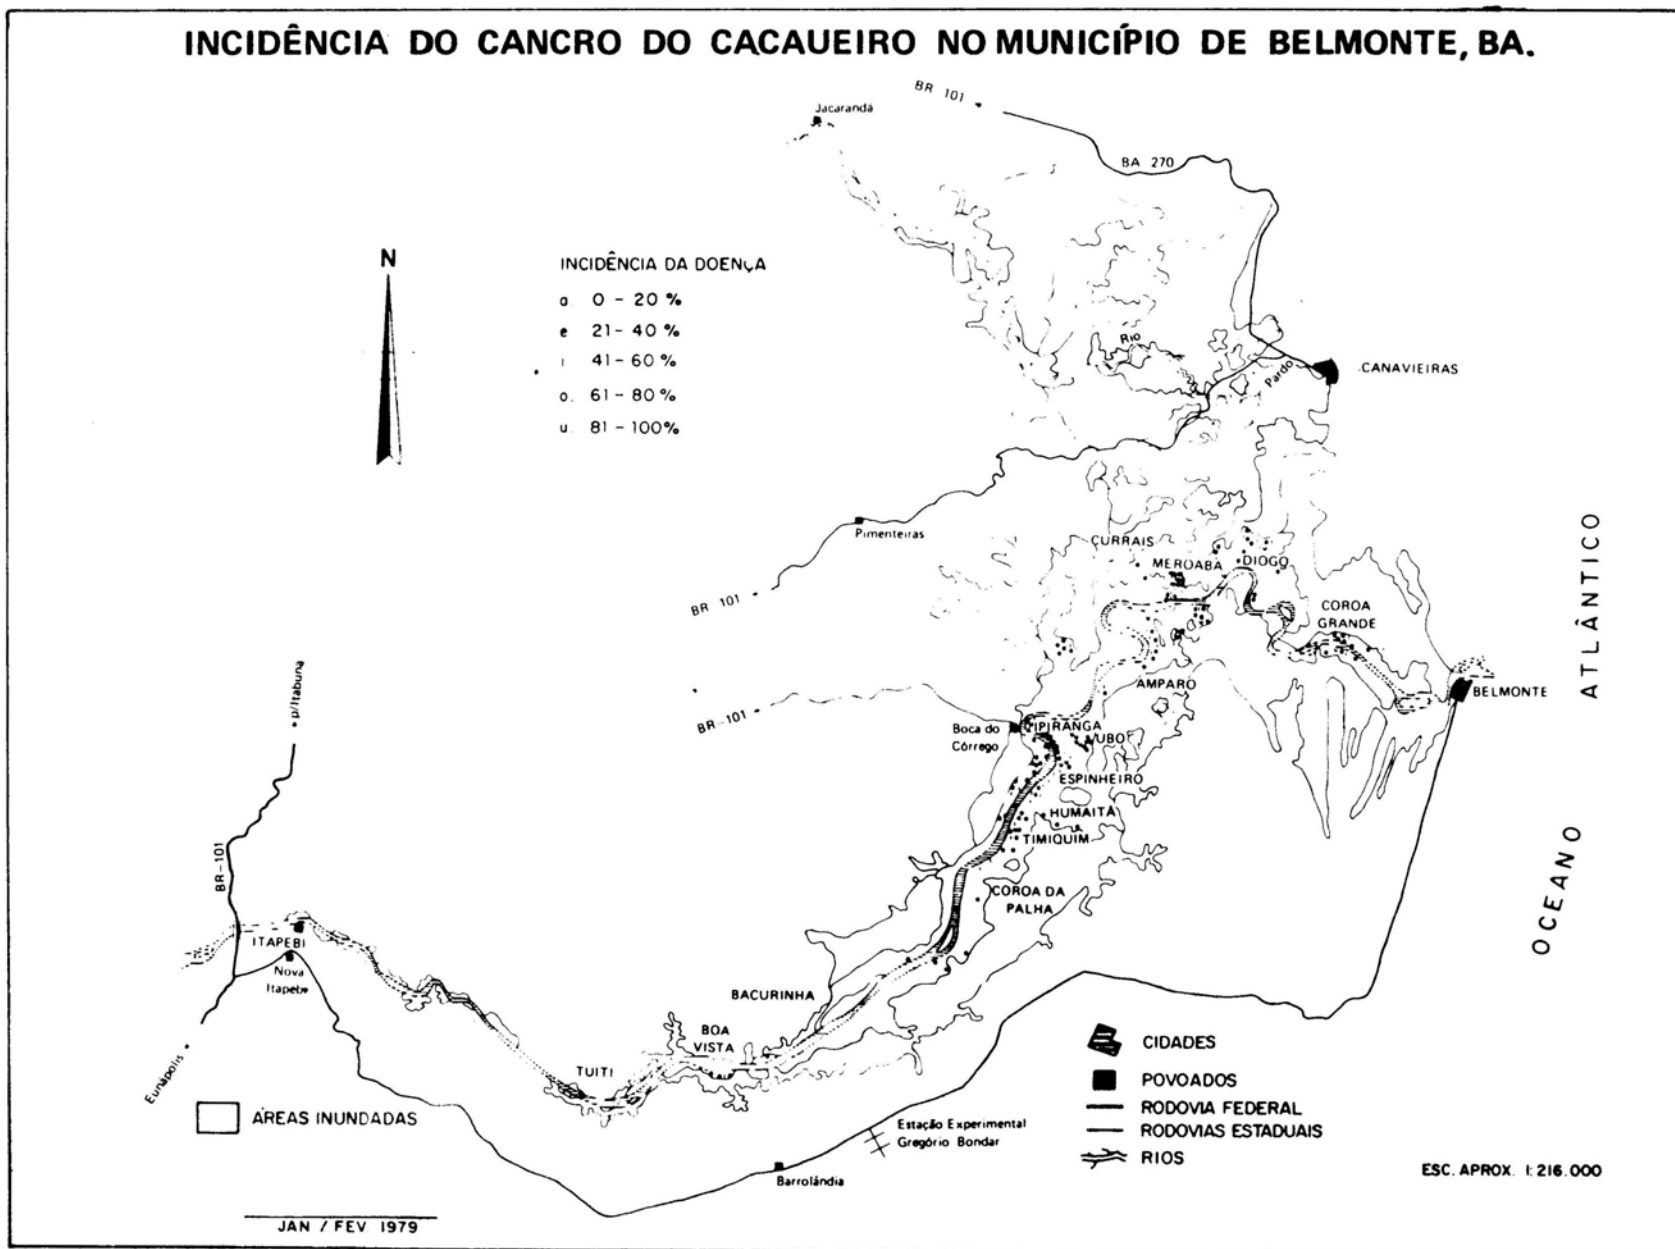 INCIDÊNCIA DO CANCRO DO CACAUEIRO NO MUNICÍPIO DE BELMONTE, BA.
BR 101
Jacarandá
BA 270
N
INCIDÊNCIA DA DOENÇA
a 0 - 20 %
e 21 - 40 %
i 41 - 60 %
o. 61 - 80 %
u. 81 - 100%
Rio
Pardo
CANAVIEIRAS
Pimenteiras
CURRAIS
MEROABA
DIOGO
BR 101
COROA
GRANDE
ATLÂNTICO
p/Itabuna
AMPARO
BELMONTE
BR-101
Boca do
Córrego
IPIRANGA
UBO
ESPINHEIRO
HUMAITÁ
TIMIQUIM
BR-101
COROA DA
PALHA
OCEANO
ITAPEBI
Nova
Itapebi
BACURINHA
BOA
VISTA
TUITI
Eunápolis
ÁREAS INUNDADAS
CIDADES
POVOADOS
RODOVIA FEDERAL
RODOVIAS ESTADUAIS
RIOS
Estação Experimental
Gregório Bondar
Barrolândia
ESC. APROX. 1:216.000
JAN / FEV. 1979